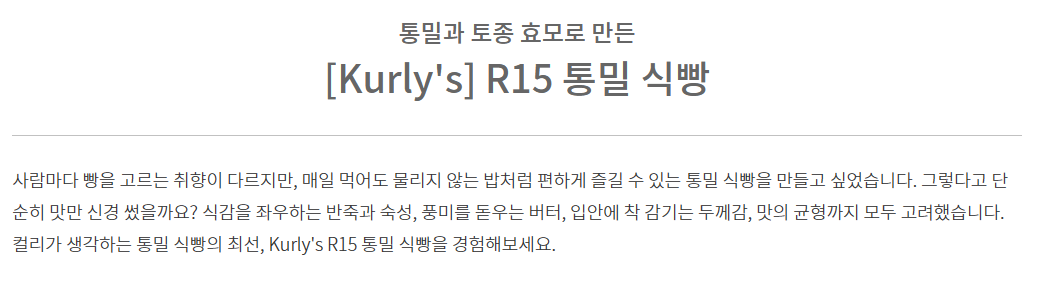 통밀과 토종 효모로 만든
[Kurly's] R15 통밀 식빵
사람마다 빵을 고르는 취향이 다르지만, 매일 먹어도 물리지 않는 밥처럼 편하게 즐길 수 있는 통밀 식빵을 만들고 싶었습니다. 그렇다고 단
순히 맛만 신경 썼을까요? 식감을 좌우하는 반죽과 숙성, 풍미를 돋우는 버터, 입안에 착 감기는 두께감, 맛의 균형까지 모두 고려했습니다.
컬리가 생각하는 통밀 식빵의 최선, Kurly's R15 통밀 식빵을 경험해보세요.